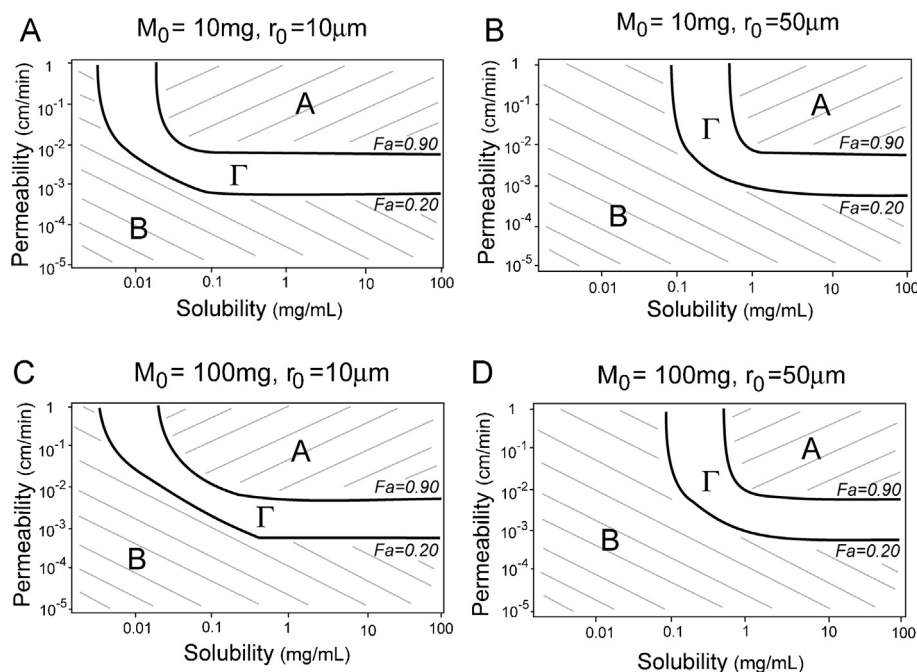 A
M₀= 10mg, r₀=10μm
Permeability (cm/min)
1
10⁻¹
10⁻²
10⁻³
10⁻⁴
10⁻⁵
A
Fa=0.90
Γ
Fa=0.20
B
0.01 0.1 1 10 100
Solubility (mg/mL)
B
M₀= 10mg, r₀=50μm
Permeability (cm/min)
1
10⁻¹
10⁻²
10⁻³
10⁻⁴
10⁻⁵
A
Γ
Fa=0.90
Fa=0.20
B
0.01 0.1 1 10 100
Solubility (mg/mL)
C
M₀= 100mg, r₀=10μm
Permeability (cm/min)
1
10⁻¹
10⁻²
10⁻³
10⁻⁴
10⁻⁵
A
Fa=0.90
Γ
Fa=0.20
B
0.01 0.1 1 10 100
Solubility (mg/mL)
D
M₀= 100mg, r₀=50μm
Permeability (cm/min)
1
10⁻¹
10⁻²
10⁻³
10⁻⁴
10⁻⁵
A
Γ
Fa=0.90
Fa=0.20
B
0.01 0.1 1 10 100
Solubility (mg/mL)